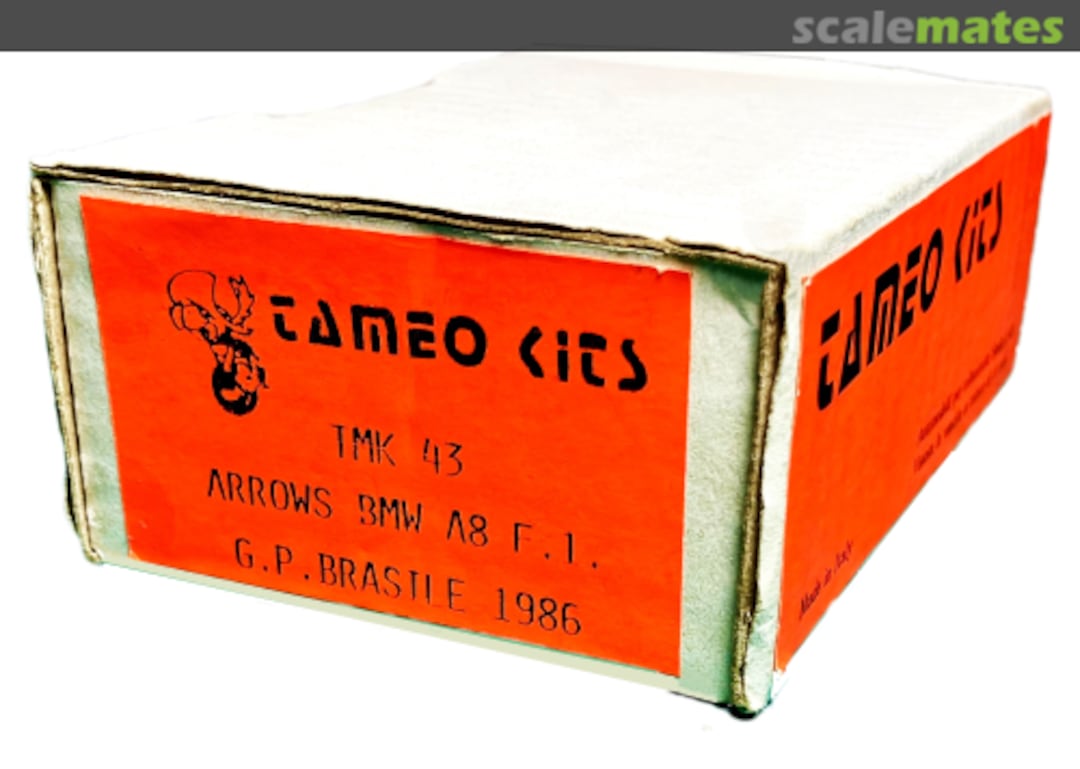 scalemates
TAMEO KITS
TMK 43
ARROWS BMW A8 F.1.
G.P.BRASILE 1986
TAMEO KITS
Made in Italy